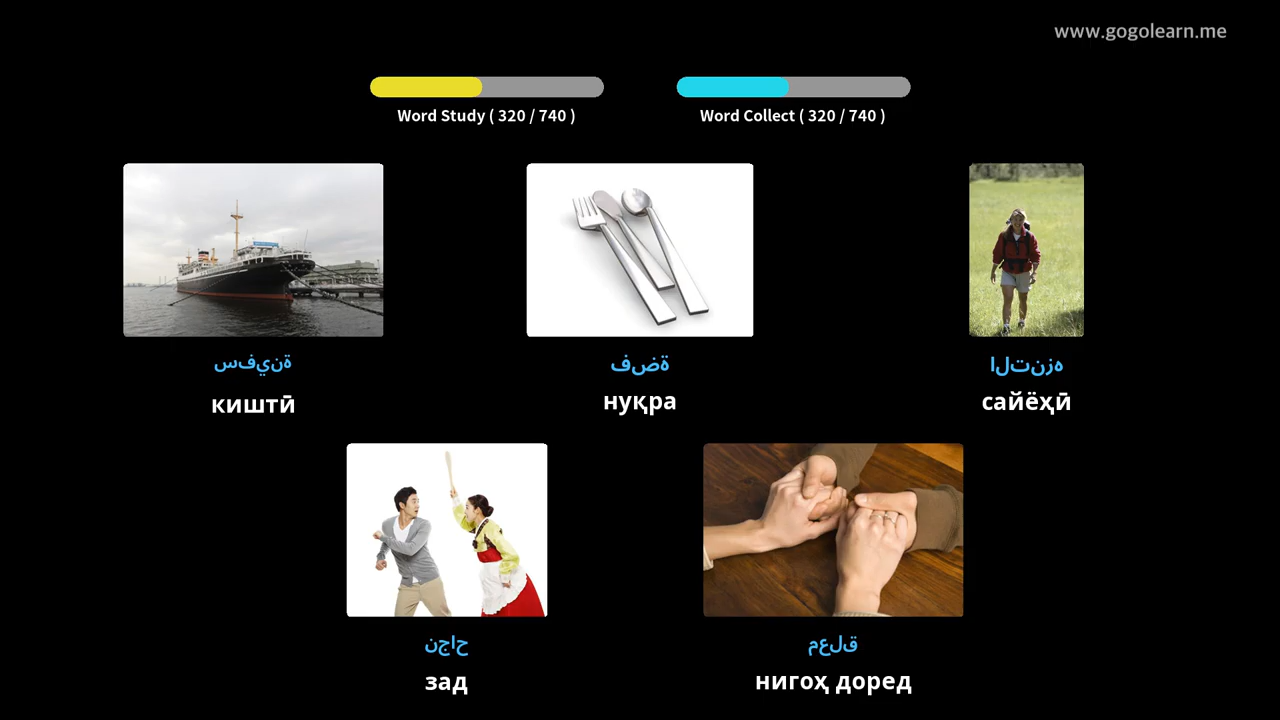 www.gogolearn.me
Word Study ( 320 / 740 )
Word Collect ( 320 / 740 )
سفينة
киштӣ
فضة
нуқра
التنزه
сайёҳӣ
نجاح
зад
معلق
нигоҳ доред